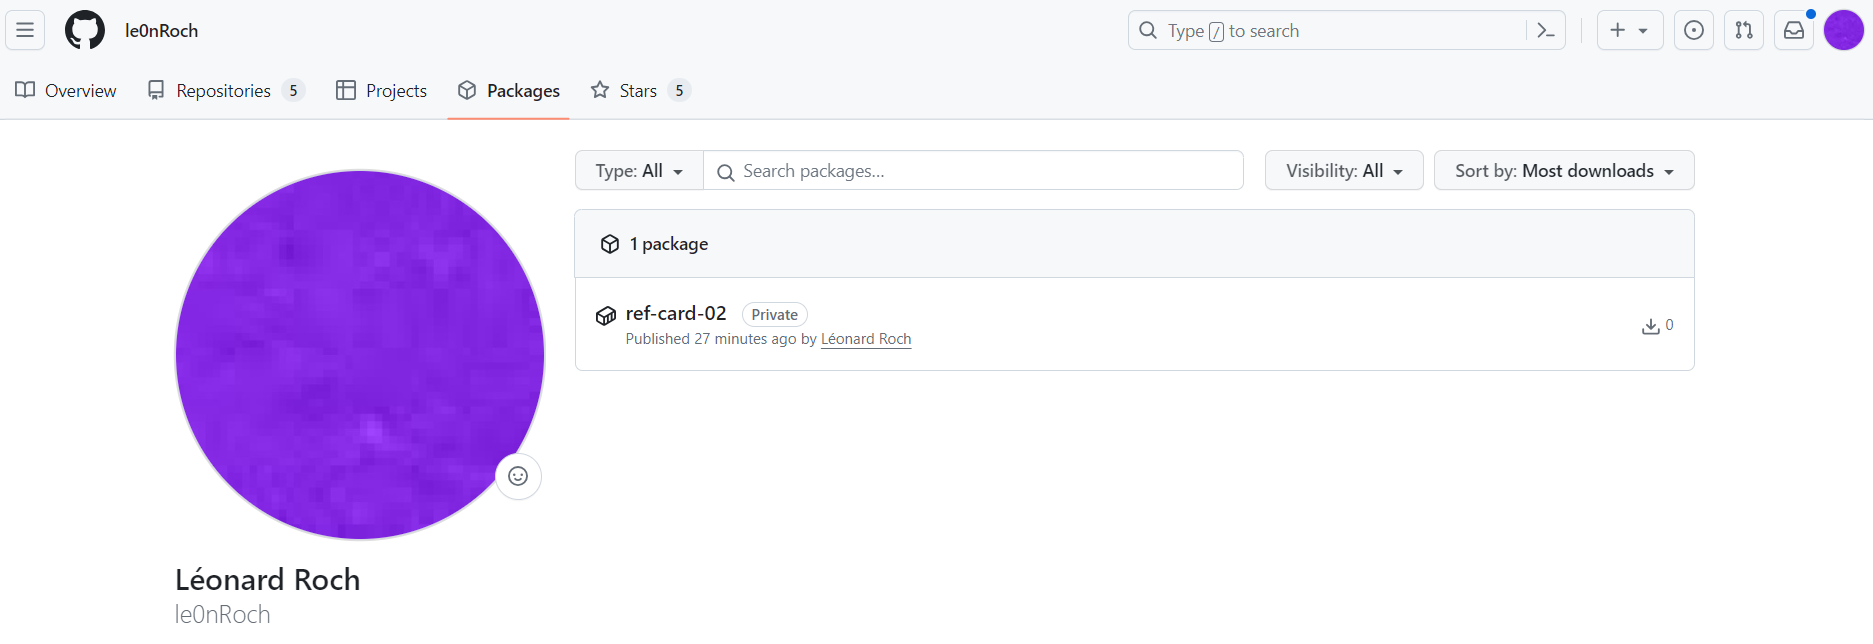 le0nRoch
Type / to search
Overview Repositories 5 Projects Packages Stars 5
Type: All Search packages... Visibility: All Sort by: Most downloads
1 package
ref-card-02 Private
Published 27 minutes ago by Léonard Roch
0
Léonard Roch
le0nRoch